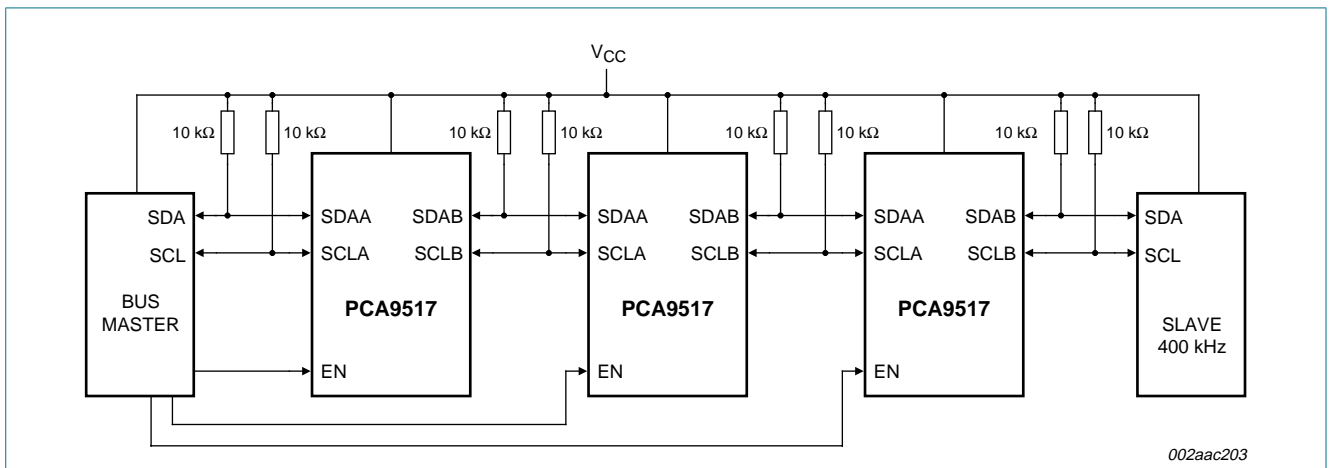 VCC
10 kΩ 10 kΩ 10 kΩ 10 kΩ 10 kΩ 10 kΩ 10 kΩ 10 kΩ
SDA SDAA SDAB SDAA SDAB SDAA SDAB SDA
SCL SCLA SCLB SCLA SCLB SCLA SCLB SCL
BUS
MASTER
PCA9517 PCA9517 PCA9517
SLAVE
400 kHz
EN EN EN
002aac203